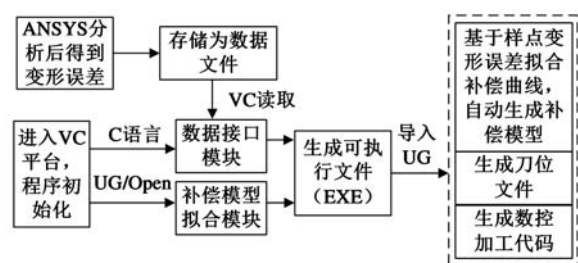 ANSYS分
析后得到
变形误差
存储为数据
文件
VC读取
进入VC
平台，
程序初
始化
C语言
UG/Open
数据接口
模块
补偿模型
拟合模块
生成可执
行文件
（EXE）
导入
UG
基于样点变
形误差拟合
补偿曲线，
自动生成补
偿模型
生成刀位
文件
生成数控
加工代码